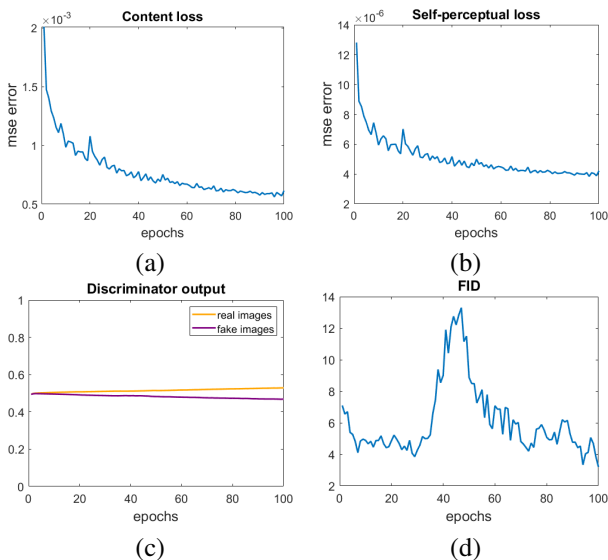 Content loss
×10⁻³
2
1.5
1
0.5
mse error
0 20 40 60 80 100
epochs
(a)
Self-perceptual loss
×10⁻⁶
14
12
10
8
6
4
2
mse error
0 20 40 60 80 100
epochs
(b)
Discriminator output
1
0.8
0.6
0.4
0.2
0
real images
fake images
0 20 40 60 80 100
epochs
(c)
FID
14
12
10
8
6
4
2
0 20 40 60 80 100
epochs
(d)